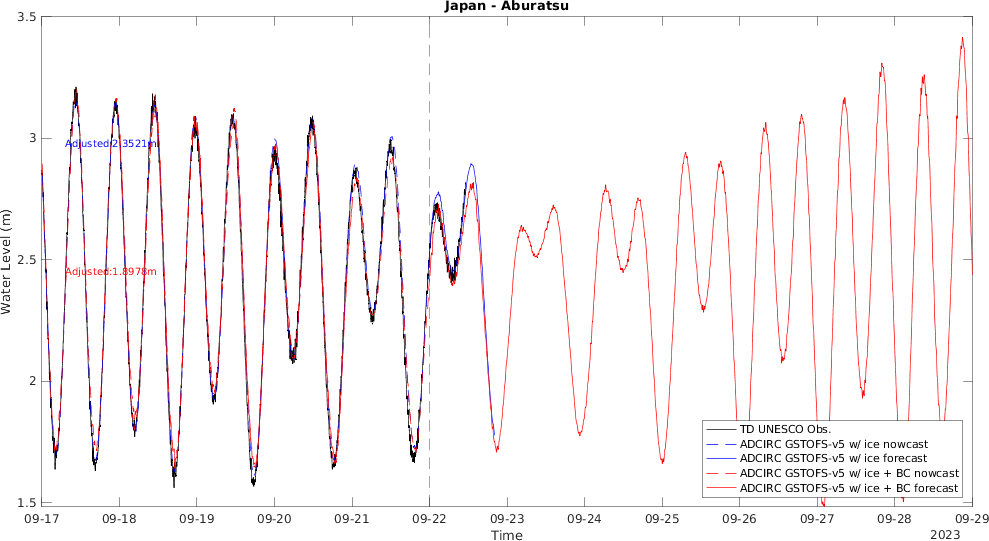 Japan - Aburatsu
3.5
3
2.5
2
1.5
Water Level (m)
Adjusted:2.3521m
Adjusted:1.8978m
TD UNESCO Obs.
ADCIRC GSTOFS-v5 w/ ice nowcast
ADCIRC GSTOFS-v5 w/ ice forecast
ADCIRC GSTOFS-v5 w/ ice + BC nowcast
ADCIRC GSTOFS-v5 w/ ice + BC forecast
09-17 09-18 09-19 09-20 09-21 09-22 09-23 09-24 09-25 09-26 09-27 09-28 09-29
Time
2023